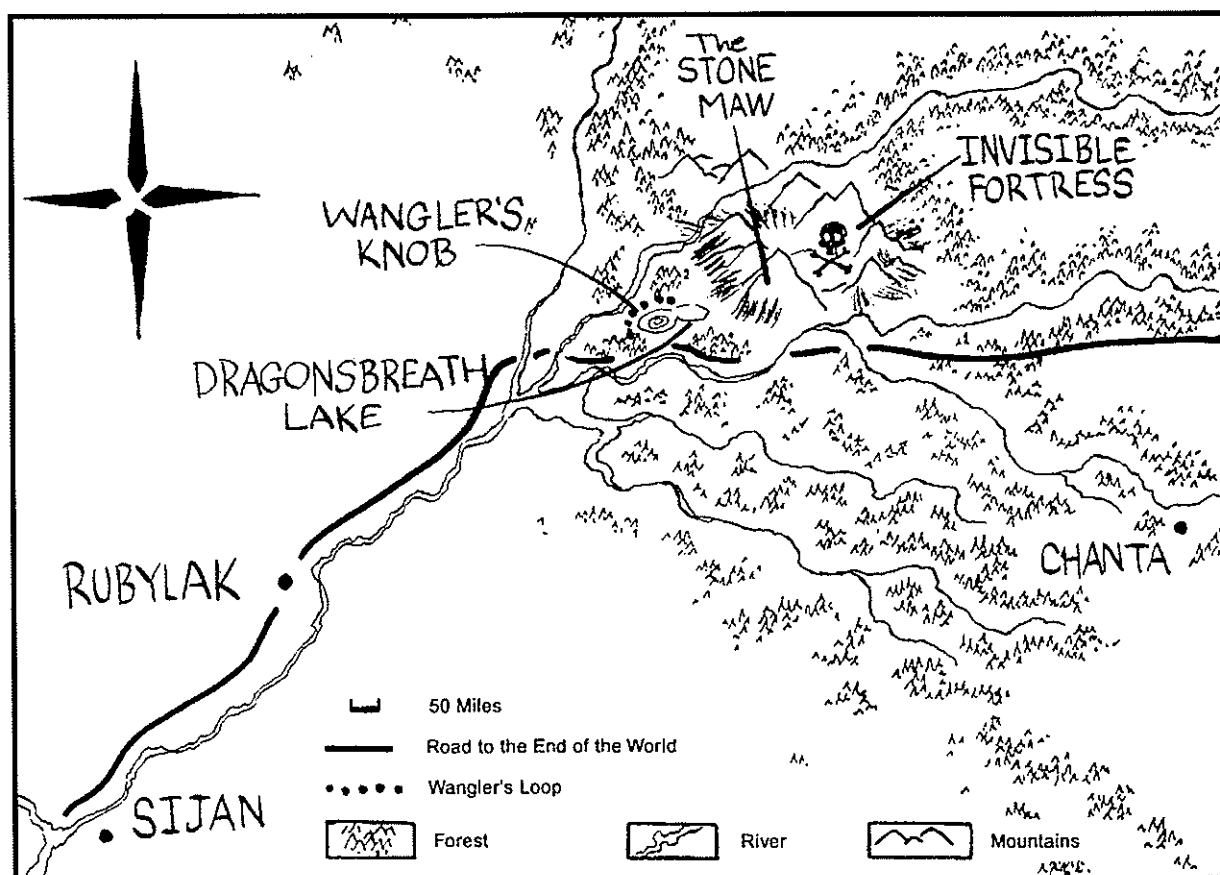 The
STONE
MAW
INVISIBLE
FORTRESS
WANGLER'S
KNOB
DRAGONSBREATH
LAKE
RUBYLAK
CHANTA
SIJAN
50 Miles
Road to the End of the World
Wangler's Loop
Forest
River
Mountains